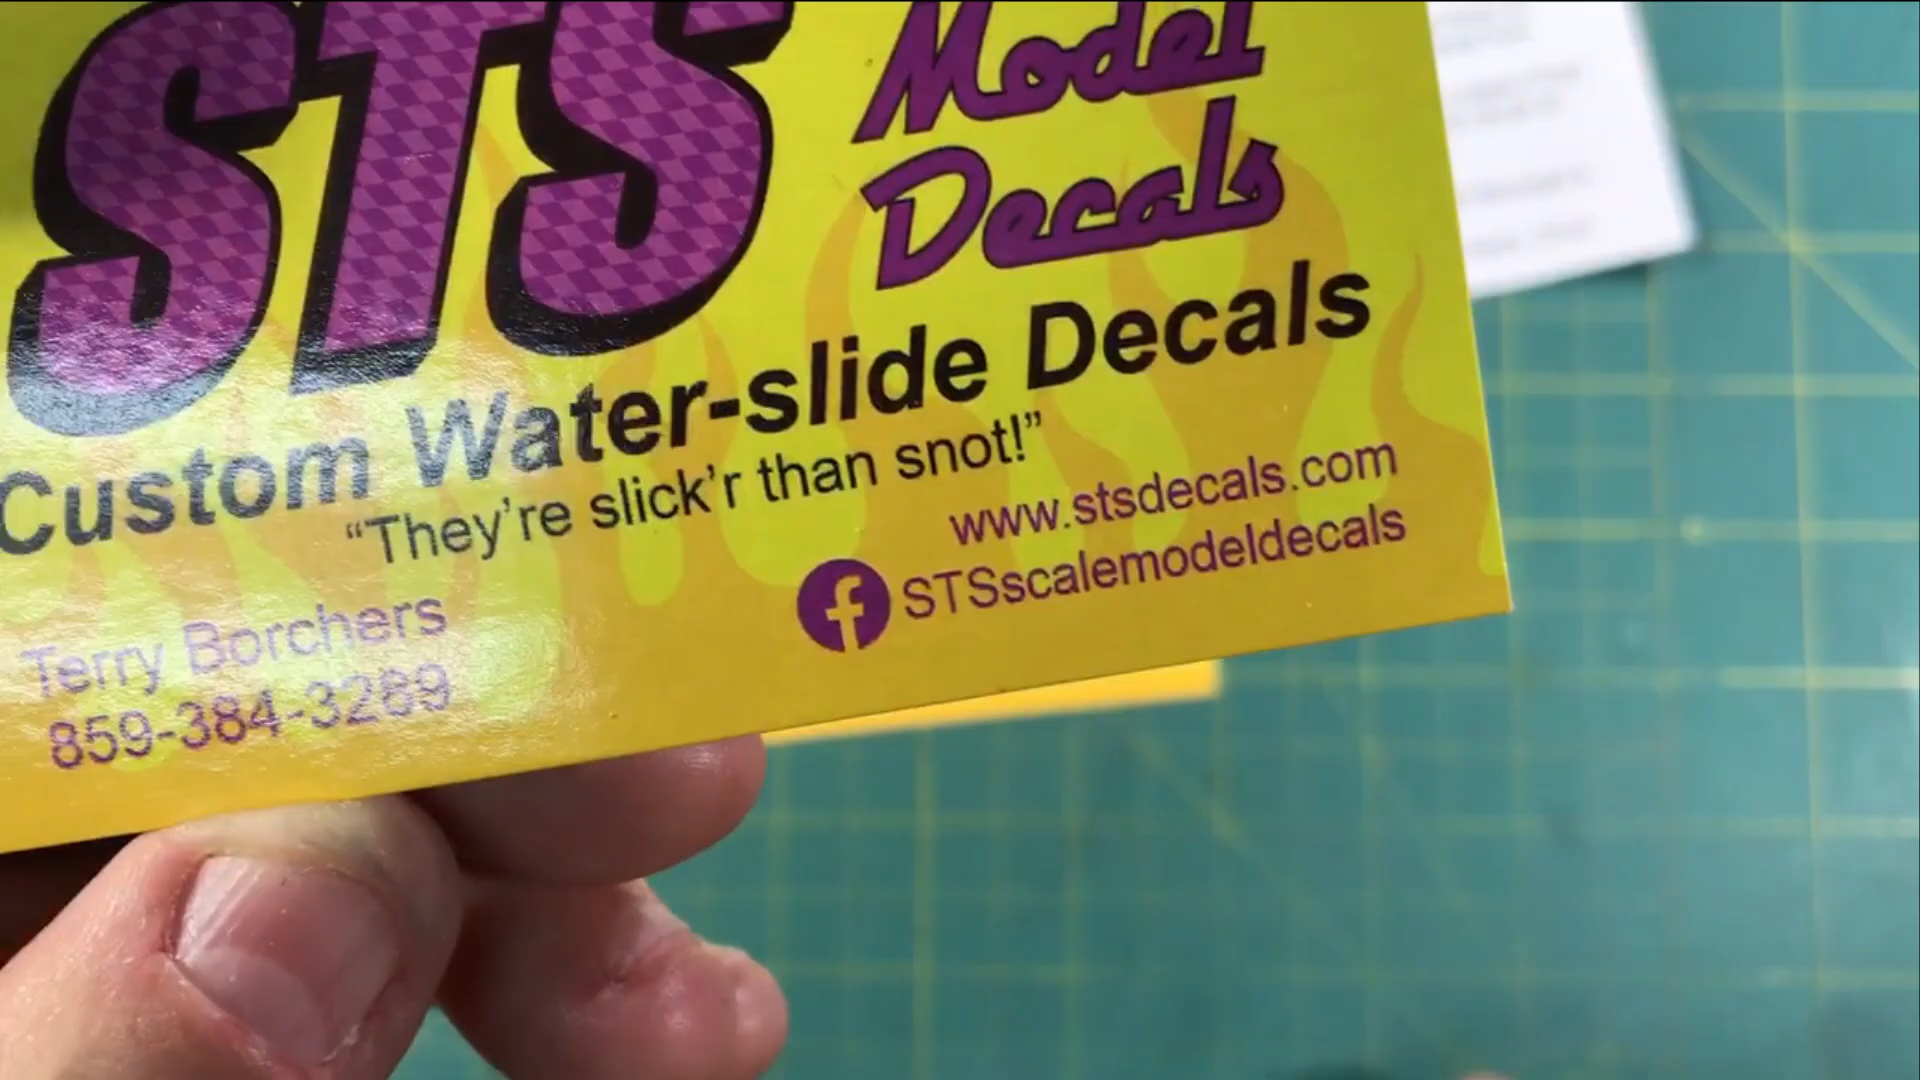 STS
Model
Decals
Custom Water-slide Decals
“They’re slick’r than snot!”
www.stsdecals.com
STSscalemodeldecals
Terry Borchers
859-384-3269